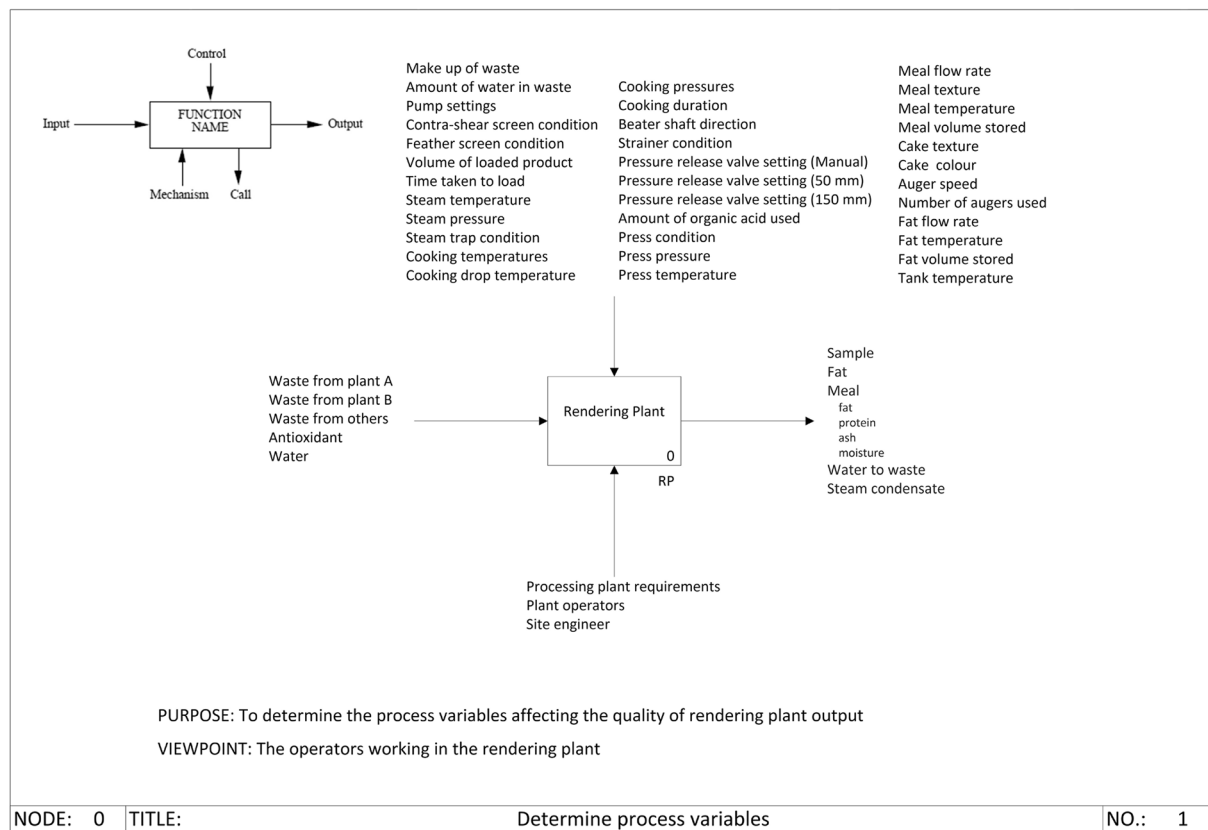 Control
Input
FUNCTION
NAME
Output
Mechanism
Call
Make up of waste
Amount of water in waste
Pump settings
Contra-shear screen condition
Feather screen condition
Volume of loaded product
Time taken to load
Steam temperature
Steam pressure
Steam trap condition
Cooking temperatures
Cooking drop temperature
Cooking pressures
Cooking duration
Beater shaft direction
Strainer condition
Pressure release valve setting (Manual)
Pressure release valve setting (50 mm)
Pressure release valve setting (150 mm)
Amount of organic acid used
Press condition
Press pressure
Press temperature
Meal flow rate
Meal texture
Meal temperature
Meal volume stored
Cake texture
Cake colour
Auger speed
Number of augers used
Fat flow rate
Fat temperature
Fat volume stored
Tank temperature
Waste from plant A
Waste from plant B
Waste from others
Antioxidant
Water
Rendering Plant
0
RP
Sample
Fat
Meal
fat
protein
ash
moisture
Water to waste
Steam condensate
Processing plant requirements
Plant operators
Site engineer
PURPOSE: To determine the process variables affecting the quality of rendering plant output
VIEWPOINT: The operators working in the rendering plant
NODE: 0 TITLE: Determine process variables NO.: 1